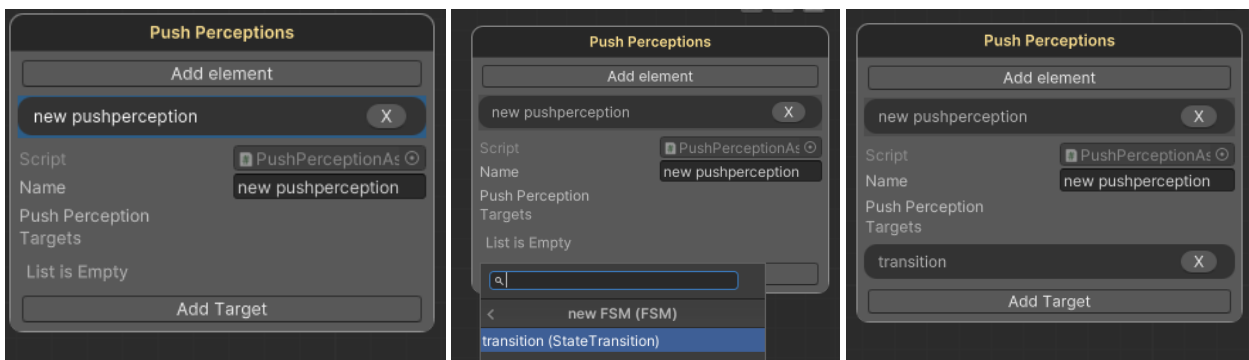 Push Perceptions
Add element
new pushperception X
Script PushPerceptionAs
Name new pushperception
Push Perception
Targets
List is Empty
Add Target
Push Perceptions
Add element
new pushperception X
Script PushPerceptionAs
Name new pushperception
Push Perception
Targets
List is Empty
< new FSM (FSM)
transition (StateTransition)
Push Perceptions
Add element
new pushperception X
Script PushPerceptionAs
Name new pushperception
Push Perception
Targets
transition X
Add Target